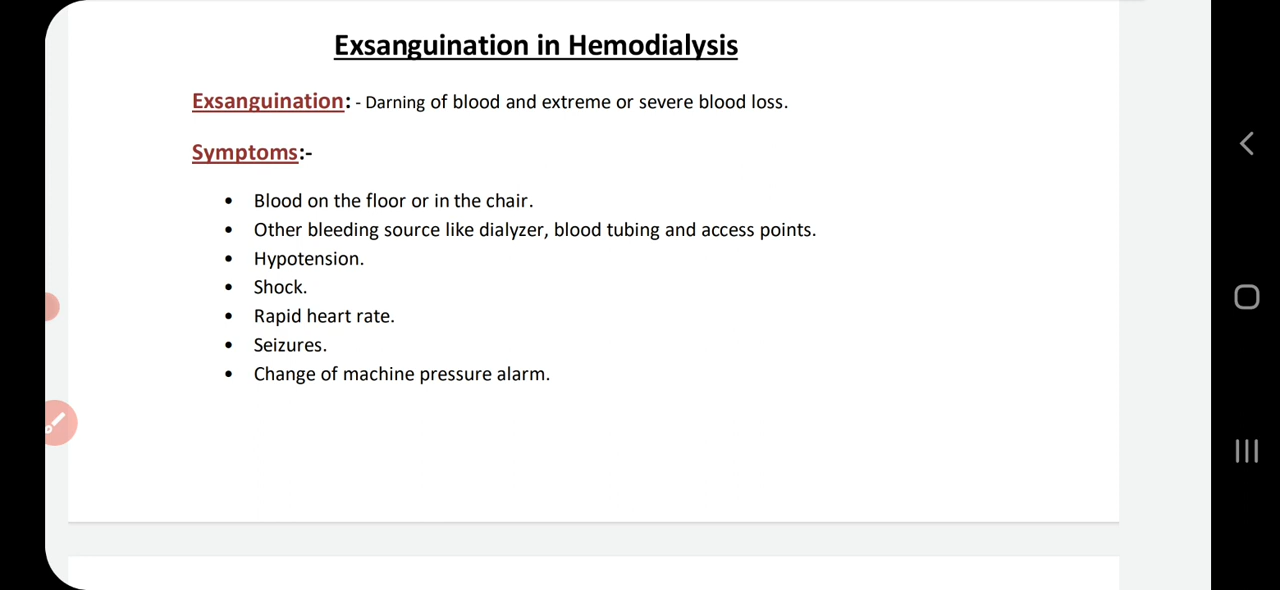 Exsanguination in Hemodialysis
Exsanguination: - Darning of blood and extreme or severe blood loss.
Symptoms:-
• Blood on the floor or in the chair.
• Other bleeding source like dialyzer, blood tubing and access points.
• Hypotension.
• Shock.
• Rapid heart rate.
• Seizures.
• Change of machine pressure alarm.